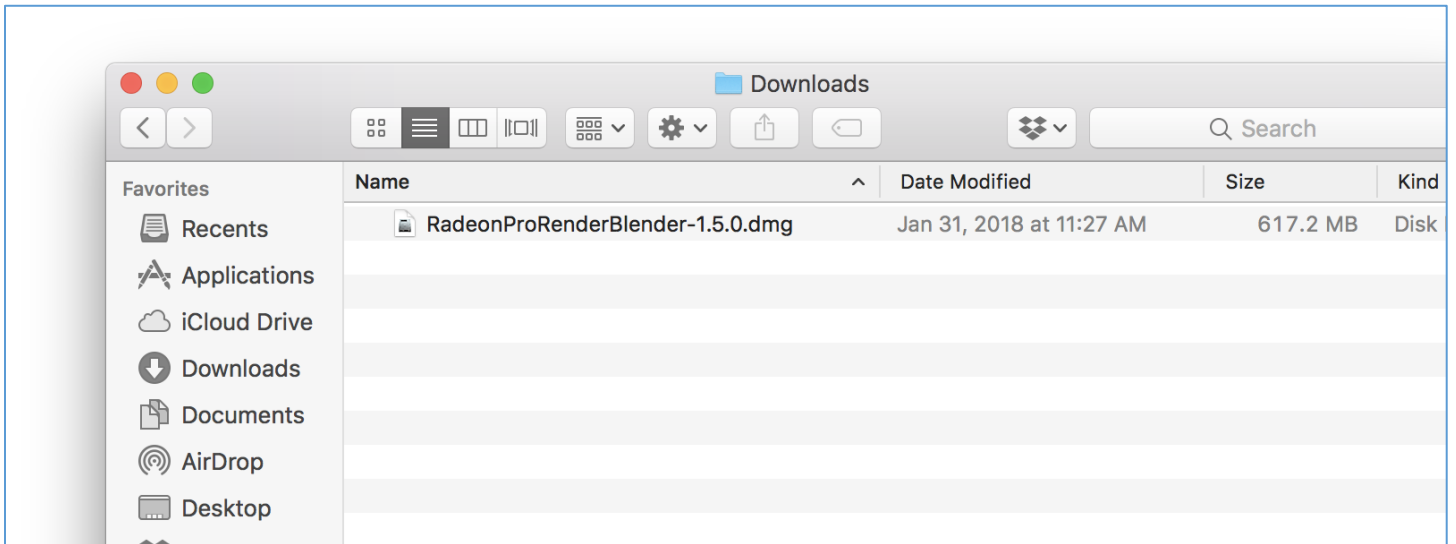 Downloads
Search
Favorites
Recents
Applications
iCloud Drive
Downloads
Documents
AirDrop
Desktop
Name Date Modified Size Kind
RadeonProRenderBlender-1.5.0.dmg Jan 31, 2018 at 11:27 AM 617.2 MB Disk